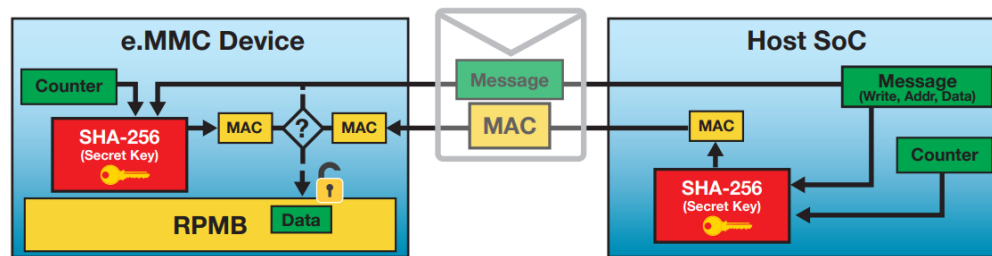 e.MMC Device
Counter
SHA-256
(Secret Key)
MAC
?
MAC
RPMB
Data
Message
MAC
Host SoC
Message
(Write, Addr, Data)
MAC
Counter
SHA-256
(Secret Key)